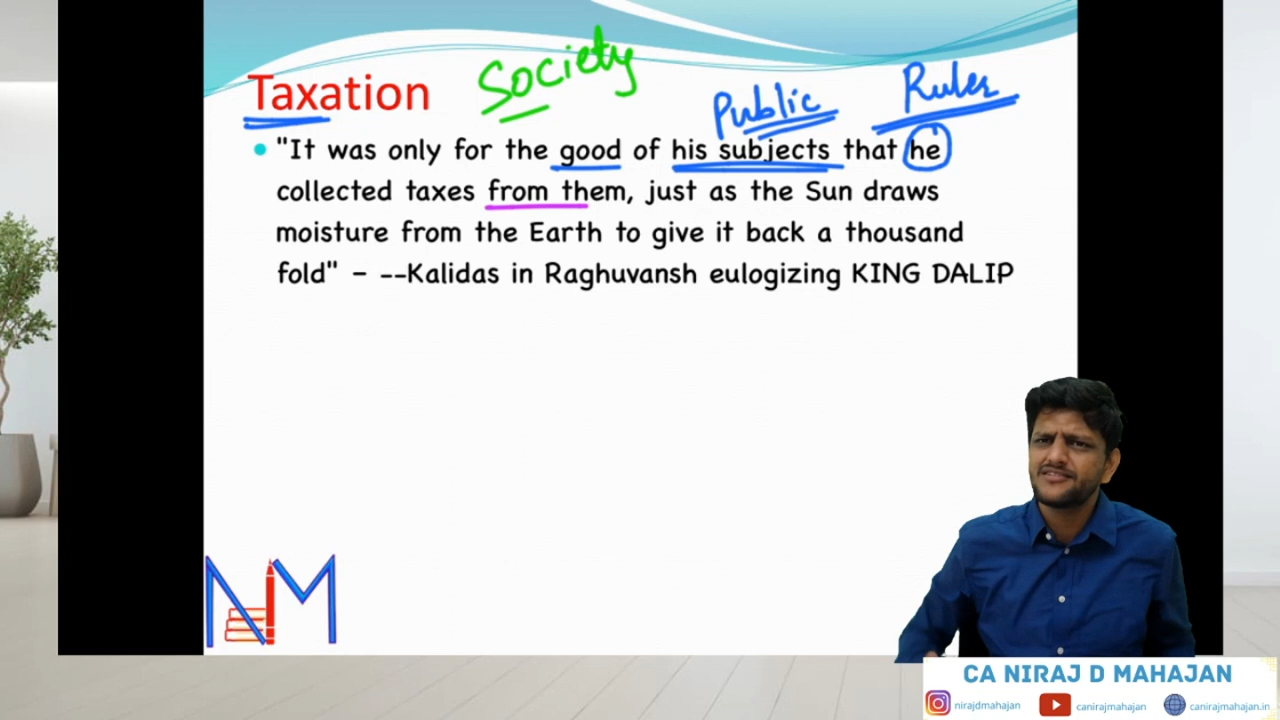 Society
Taxation
Public
Ruler
"It was only for the good of his subjects that he
collected taxes from them, just as the Sun draws
moisture from the Earth to give it back a thousand
fold" - --Kalidas in Raghuvansh eulogizing KING DALIP
NM
CA NIRAJ D MAHAJAN
nirajdmahajan
canirajmahajan
canirajmahajan.in